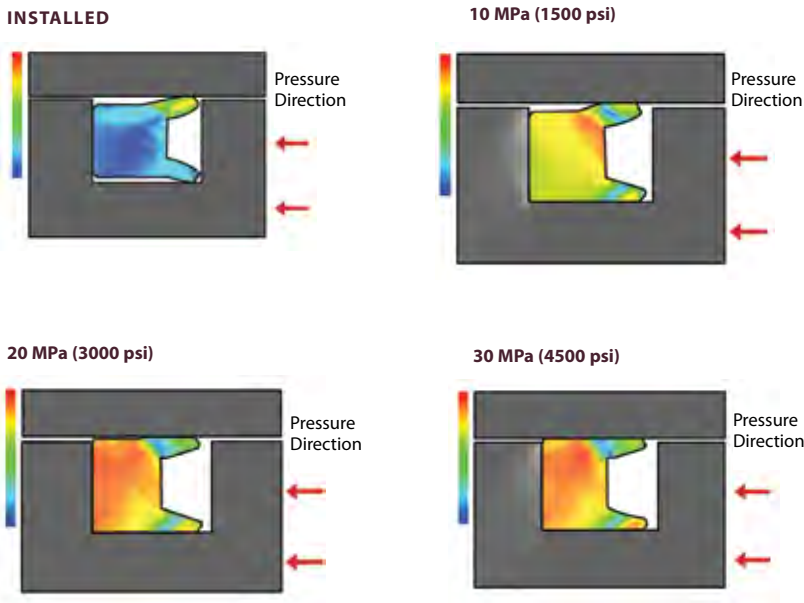 INSTALLED
Pressure
Direction
10 MPa (1500 psi)
Pressure
Direction
20 MPa (3000 psi)
Pressure
Direction
30 MPa (4500 psi)
Pressure
Direction